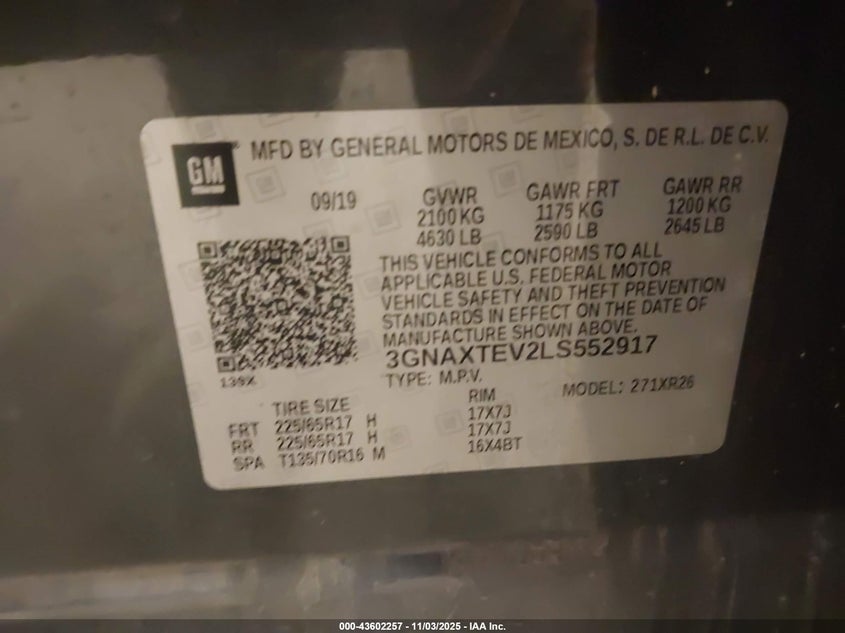 GM
MFD BY GENERAL MOTORS DE MEXICO, S. DE R.L. DE C.V.
09/19
GVWR GAWR FRT GAWR RR
2100 KG 1175 KG 1200 KG
4630 LB 2590 LB 2645 LB
THIS VEHICLE CONFORMS TO ALL
APPLICABLE U.S. FEDERAL MOTOR
VEHICLE SAFETY AND THEFT PREVENTION
STANDARDS IN EFFECT ON THE DATE OF
MANUFACTURE SHOWN ABOVE.
3GNAXTEV2LS552917
139X
TYPE: M.P.V. MODEL: 271XR26
TIRE SIZE RIM
FRT 225/65R17 H 17X7J
RR 225/65R17 H 17X7J
SPA T135/70R16 M 16X4BT
000-43602257 - 11/03/2025 - IAA Inc.